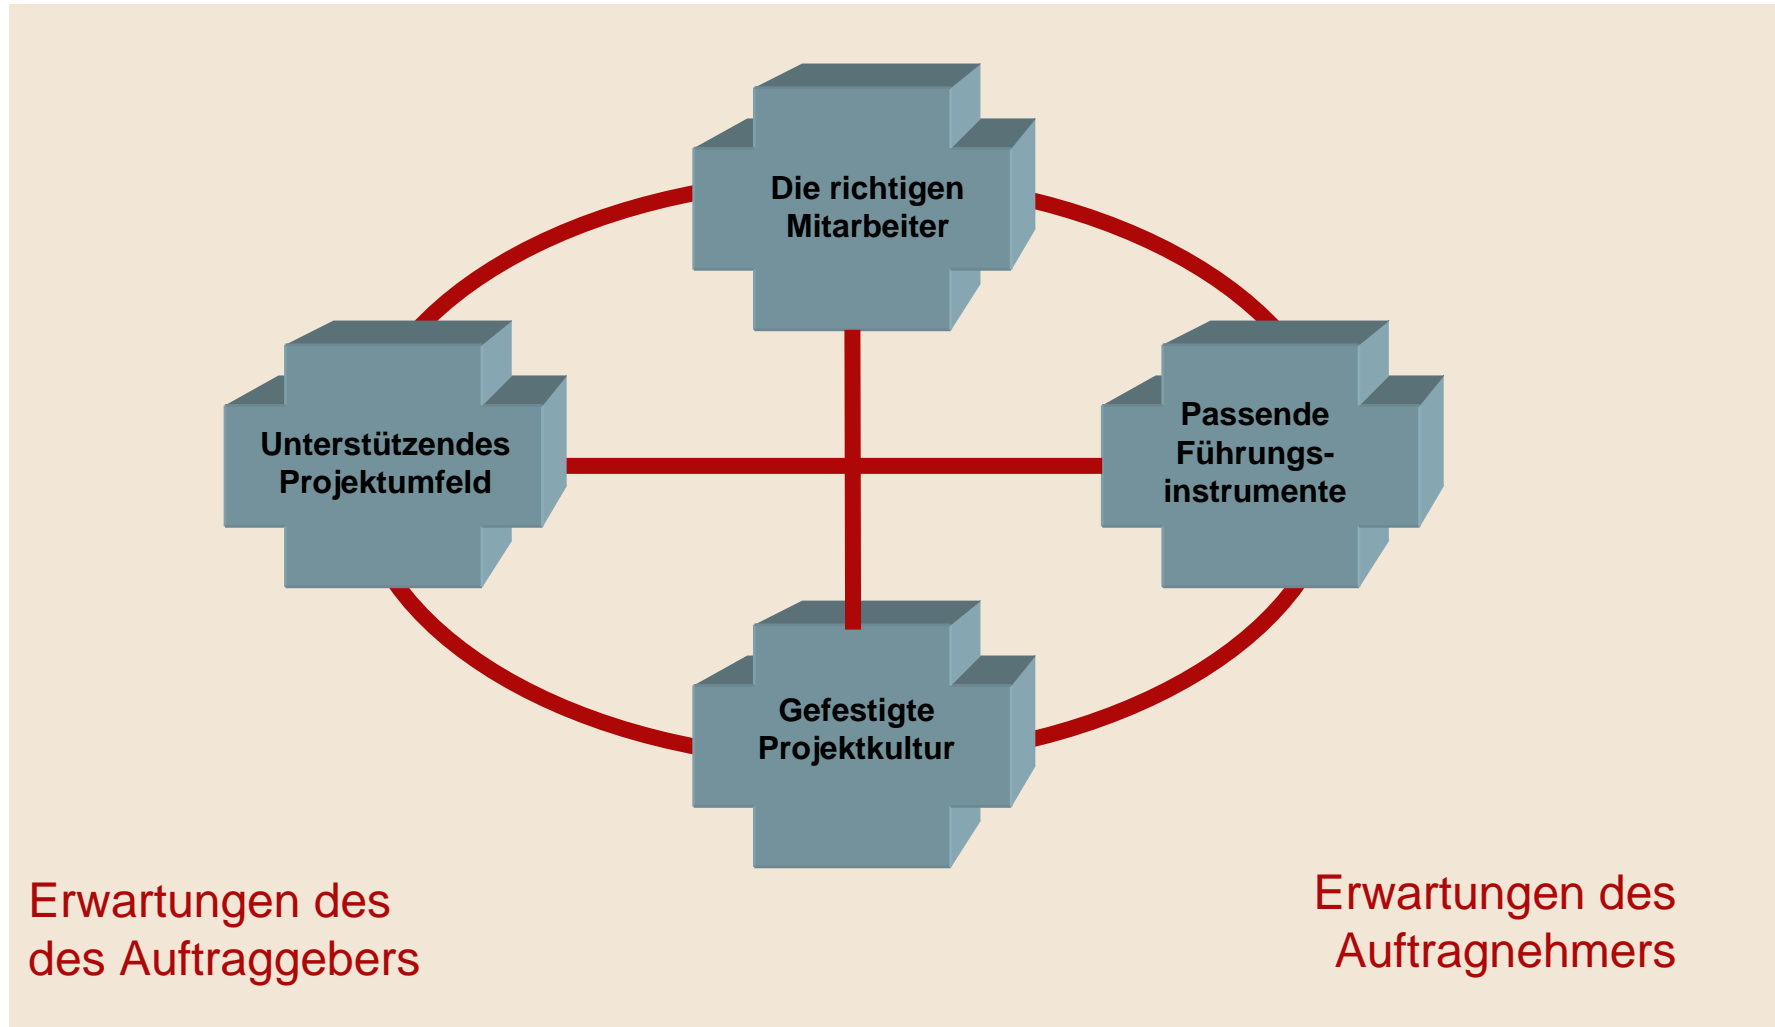 Die richtigen
Mitarbeiter
Unterstützendes
Projektumfeld
Passende
Führungs-
instrumente
Gefestigte
Projektkultur
Erwartungen des
des Auftraggebers
Erwartungen des
Auftragnehmers